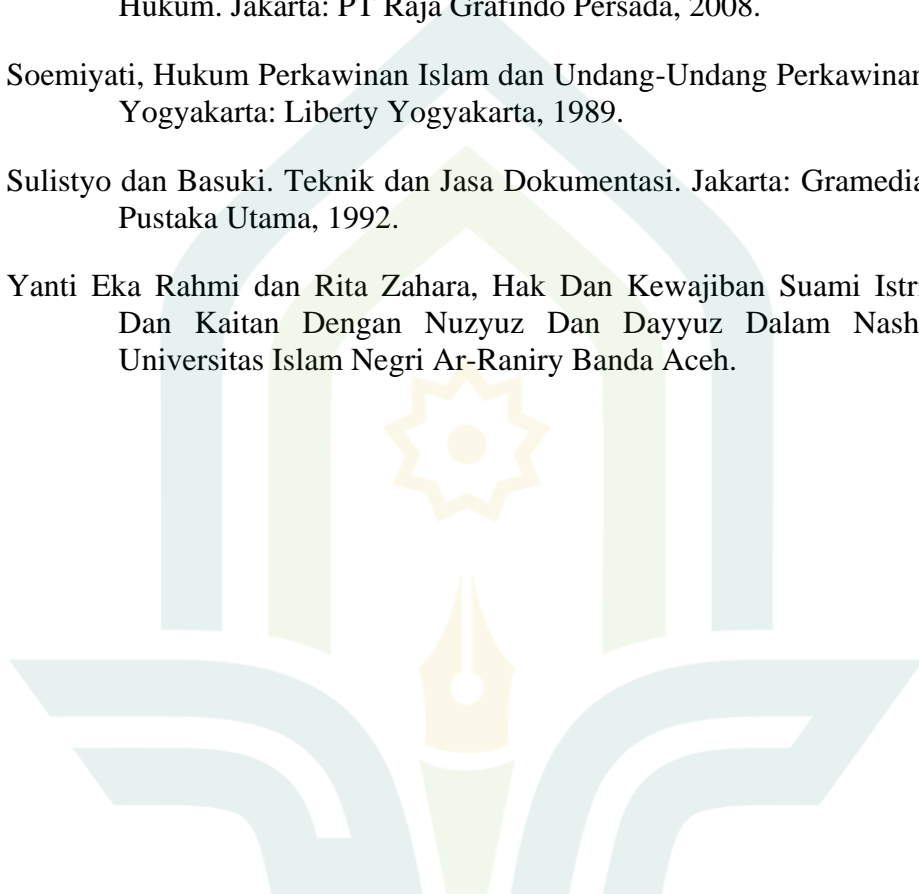 Hukum. Jakarta: PT Raja Grafindo Persada, 2008.
Soemiyati, Hukum Perkawinan Islam dan Undang-Undang Perkawinan
Yogyakarta: Liberty Yogyakarta, 1989.
Sulistyo dan Basuki. Teknik dan Jasa Dokumentasi. Jakarta: Gramedia
Pustaka Utama, 1992.
Yanti Eka Rahmi dan Rita Zahara, Hak Dan Kewajiban Suami Istri
Dan Kaitan Dengan Nuzyuz Dan Dayyuz Dalam Nash
Universitas Islam Negri Ar-Raniry Banda Aceh.